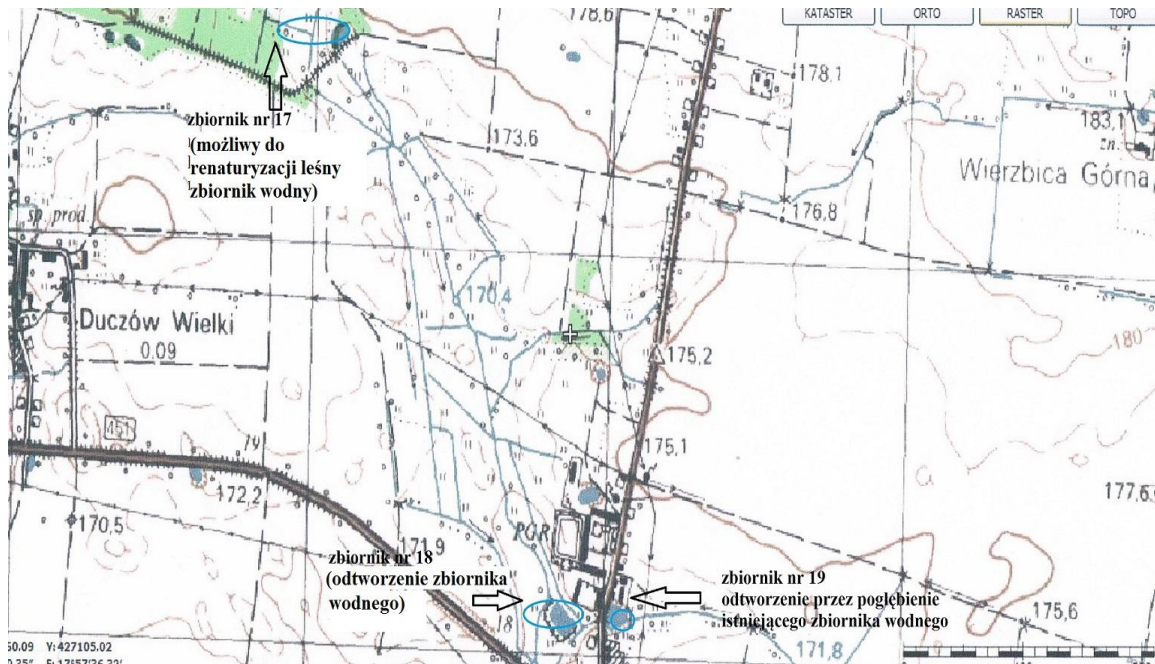 178,6
KATASTER ORTO RASTER TOPO
178,1
183,1
zbiornik nr 17
(możliwy do
renaturyzacji leśny
zbiornik wodny)
173,6
Wierzbica Górna
176,8
sp. prod.
170,4
Duczów Wielki
0.09
175,2
180
451
175,1
172,2
177,6
170,5
PGR
171,9
zbiornik nr 18
(odtworzenie zbiornika
wodnego)
zbiornik nr 19
odtworzenie przez pogłębienie
istniejącego zbiornika wodnego
175,6
171,8
Y: 427105.02